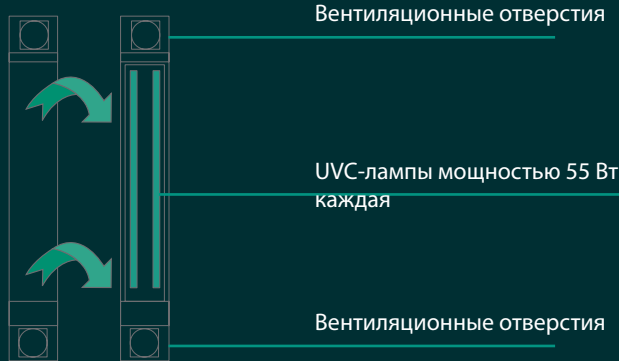 Вентиляционные отверстия
UVC-лампы мощностью 55 Вт
каждая
Вентиляционные отверстия